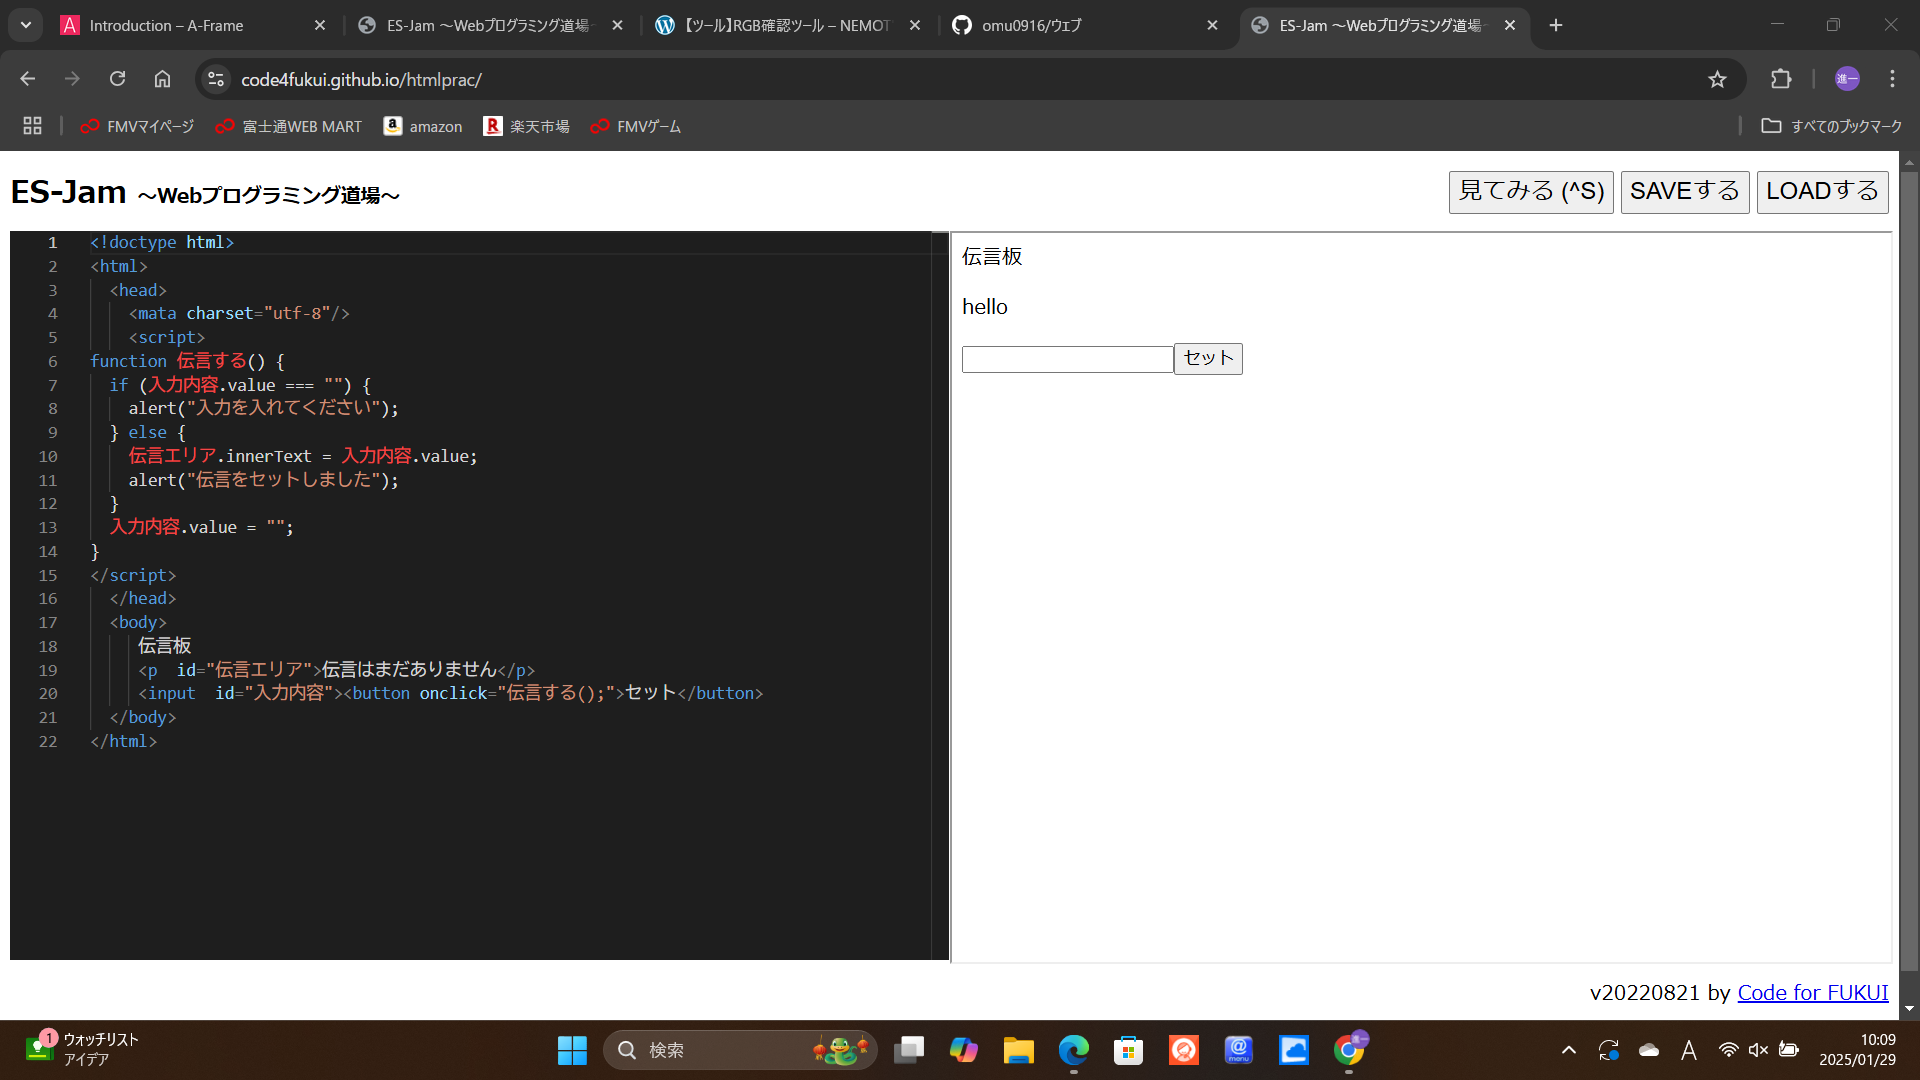 Introduction – A-Frame
ES-Jam ～Webプログラミング道場～
【ツール】RGB確認ツール – NEMOT
omu0916/ウェブ
ES-Jam ～Webプログラミング道場～
code4fukui.github.io/htmlprac/
進一
FMVマイページ
富士通WEB MART
amazon
楽天市場
FMVゲーム
すべてのブックマーク
ES-Jam ～Webプログラミング道場～
見てみる (^S)
SAVEする
LOADする
1 <!doctype html>
2 <html>
3 <head>
4 <mata charset="utf-8"/>
5 <script>
6 function 伝言する() {
7 if (入力内容.value === "") {
8 alert("入力を入れてください");
9 } else {
10 伝言エリア.innerText = 入力内容.value;
11 alert("伝言をセットしました");
12 }
13 入力内容.value = "";
14 }
15 </script>
16 </head>
17 <body>
18 伝言板
19 <p  id="伝言エリア">伝言はまだありません</p>
20 <input  id="入力内容"><button onclick="伝言する();">セット</button>
21 </body>
22 </html>
伝言板
hello
セット
v20220821 by Code for FUKUI
1
ウォッチリスト
アイデア
検索
@
menu
進一
A
10:09
2025/01/29